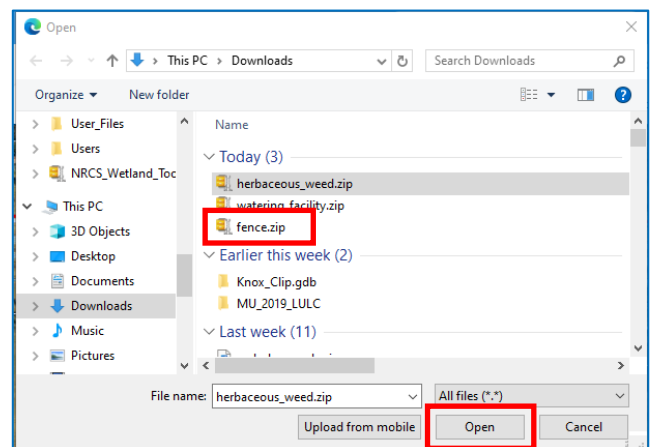 Open
This PC > Downloads
Search Downloads
Organize
New folder
User_Files
Users
NRCS_Wetland_Toc
This PC
3D Objects
Desktop
Documents
Downloads
Music
Pictures
Name
Today (3)
herbaceous_weed.zip
watering_facility.zip
fence.zip
Earlier this week (2)
Knox_Clip.gdb
MU_2019_LULC
Last week (11)
File name: herbaceous_weed.zip
All files (*.*)
Upload from mobile
Open
Cancel